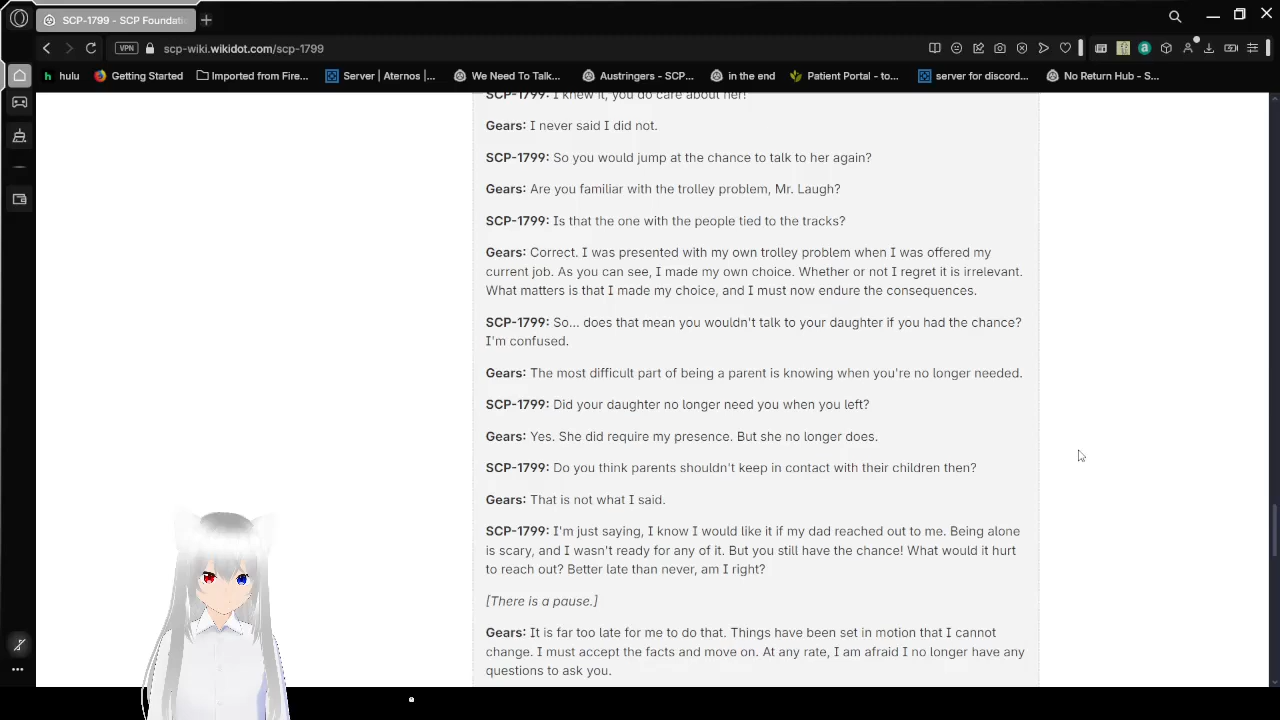 SCP-1799 - SCP Foundati
VPN
scp-wiki.wikidot.com/scp-1799
hulu
Getting Started
Imported from Fire...
Server | Aternos |...
We Need To Talk...
Austringers - SCP...
in the end
Patient Portal - to...
server for discord...
No Return Hub - S...
SCP-1799: I knew it, you do care about her!
Gears: I never said I did not.
SCP-1799: So you would jump at the chance to talk to her again?
Gears: Are you familiar with the trolley problem, Mr. Laugh?
SCP-1799: Is that the one with the people tied to the tracks?
Gears: Correct. I was presented with my own trolley problem when I was offered my
current job. As you can see, I made my own choice. Whether or not I regret it is irrelevant.
What matters is that I made my choice, and I must now endure the consequences.
SCP-1799: So... does that mean you wouldn't talk to your daughter if you had the chance?
I'm confused.
Gears: The most difficult part of being a parent is knowing when you're no longer needed.
SCP-1799: Did your daughter no longer need you when you left?
Gears: Yes. She did require my presence. But she no longer does.
SCP-1799: Do you think parents shouldn't keep in contact with their children then?
Gears: That is not what I said.
SCP-1799: I'm just saying, I know I would like it if my dad reached out to me. Being alone
is scary, and I wasn't ready for any of it. But you still have the chance! What would it hurt
to reach out? Better late than never, am I right?
[There is a pause.]
Gears: It is far too late for me to do that. Things have been set in motion that I cannot
change. I must accept the facts and move on. At any rate, I am afraid I no longer have any
questions to ask you.